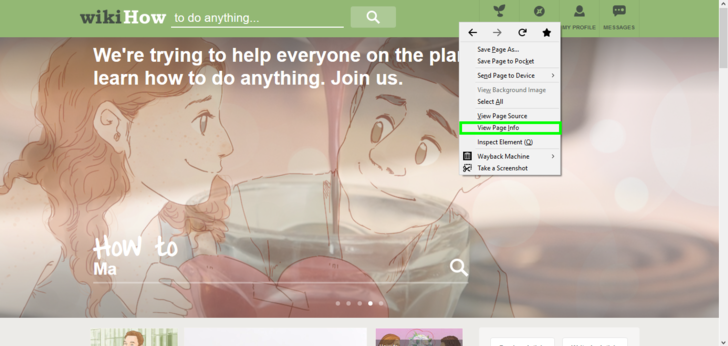 wikiHow to do anything...
MY PROFILE MESSAGES
We're trying to help everyone on the pla
learn how to do anything. Join us.
Save Page As...
Save Page to Pocket
Send Page to Device
View Background Image
Select All
View Page Source
View Page Info
Inspect Element (Q)
Wayback Machine
Take a Screenshot
How to
Ma